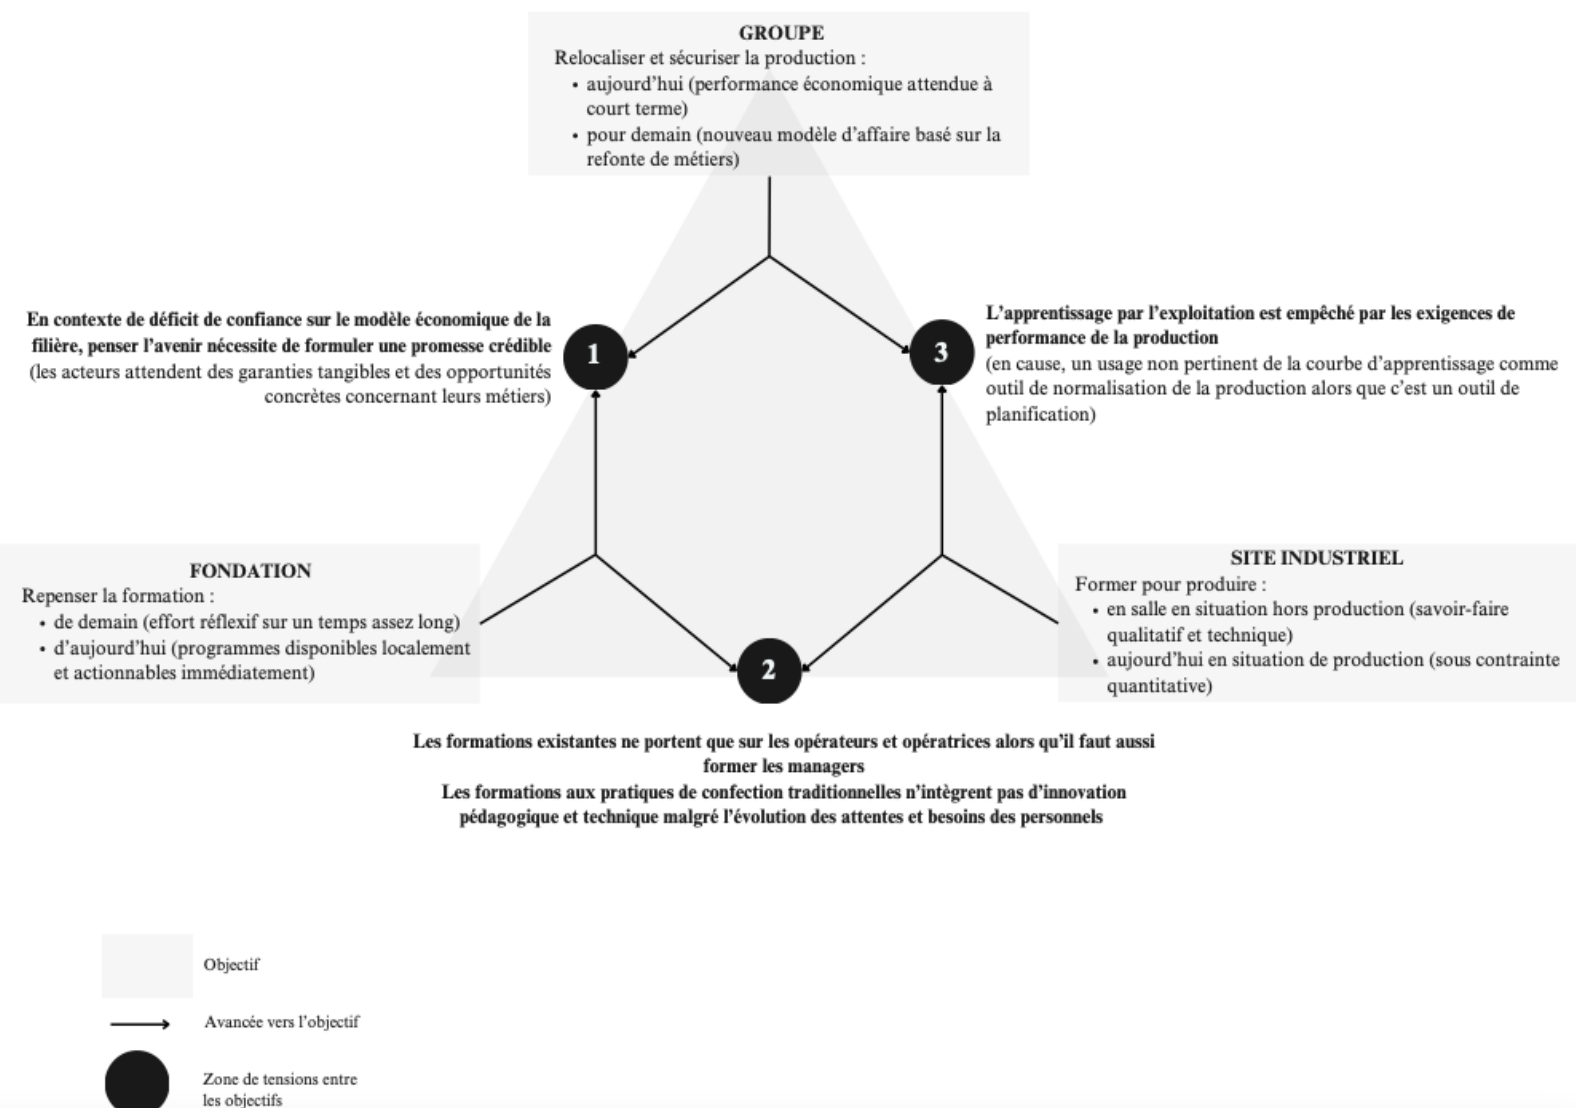 GROUPE
Relocaliser et sécuriser la production :
• aujourd’hui (performance économique attendue à
court terme)
• pour demain (nouveau modèle d’affaire basé sur la
refonte de métiers)
En contexte de déficit de confiance sur le modèle économique de la
filière, penser l’avenir nécessite de formuler une promesse crédible
(les acteurs attendent des garanties tangibles et des opportunités
concrètes concernant leurs métiers)
1
3
L’apprentissage par l’exploitation est empêché par les exigences de
performance de la production
(en cause, un usage non pertinent de la courbe d’apprentissage comme
outil de normalisation de la production alors que c’est un outil de
planification)
FONDATION
Repenser la formation :
• de demain (effort réflexif sur un temps assez long)
• d’aujourd’hui (programmes disponibles localement
et actionnables immédiatement)
SITE INDUSTRIEL
Former pour produire :
• en salle en situation hors production (savoir-faire
qualitatif et technique)
• aujourd’hui en situation de production (sous contrainte
quantitative)
2
Les formations existantes ne portent que sur les opérateurs et opératrices alors qu’il faut aussi
former les managers
Les formations aux pratiques de confection traditionnelles n’intègrent pas d’innovation
pédagogique et technique malgré l’évolution des attentes et besoins des personnels
Objectif
Avancée vers l’objectif
Zone de tensions entre
les objectifs